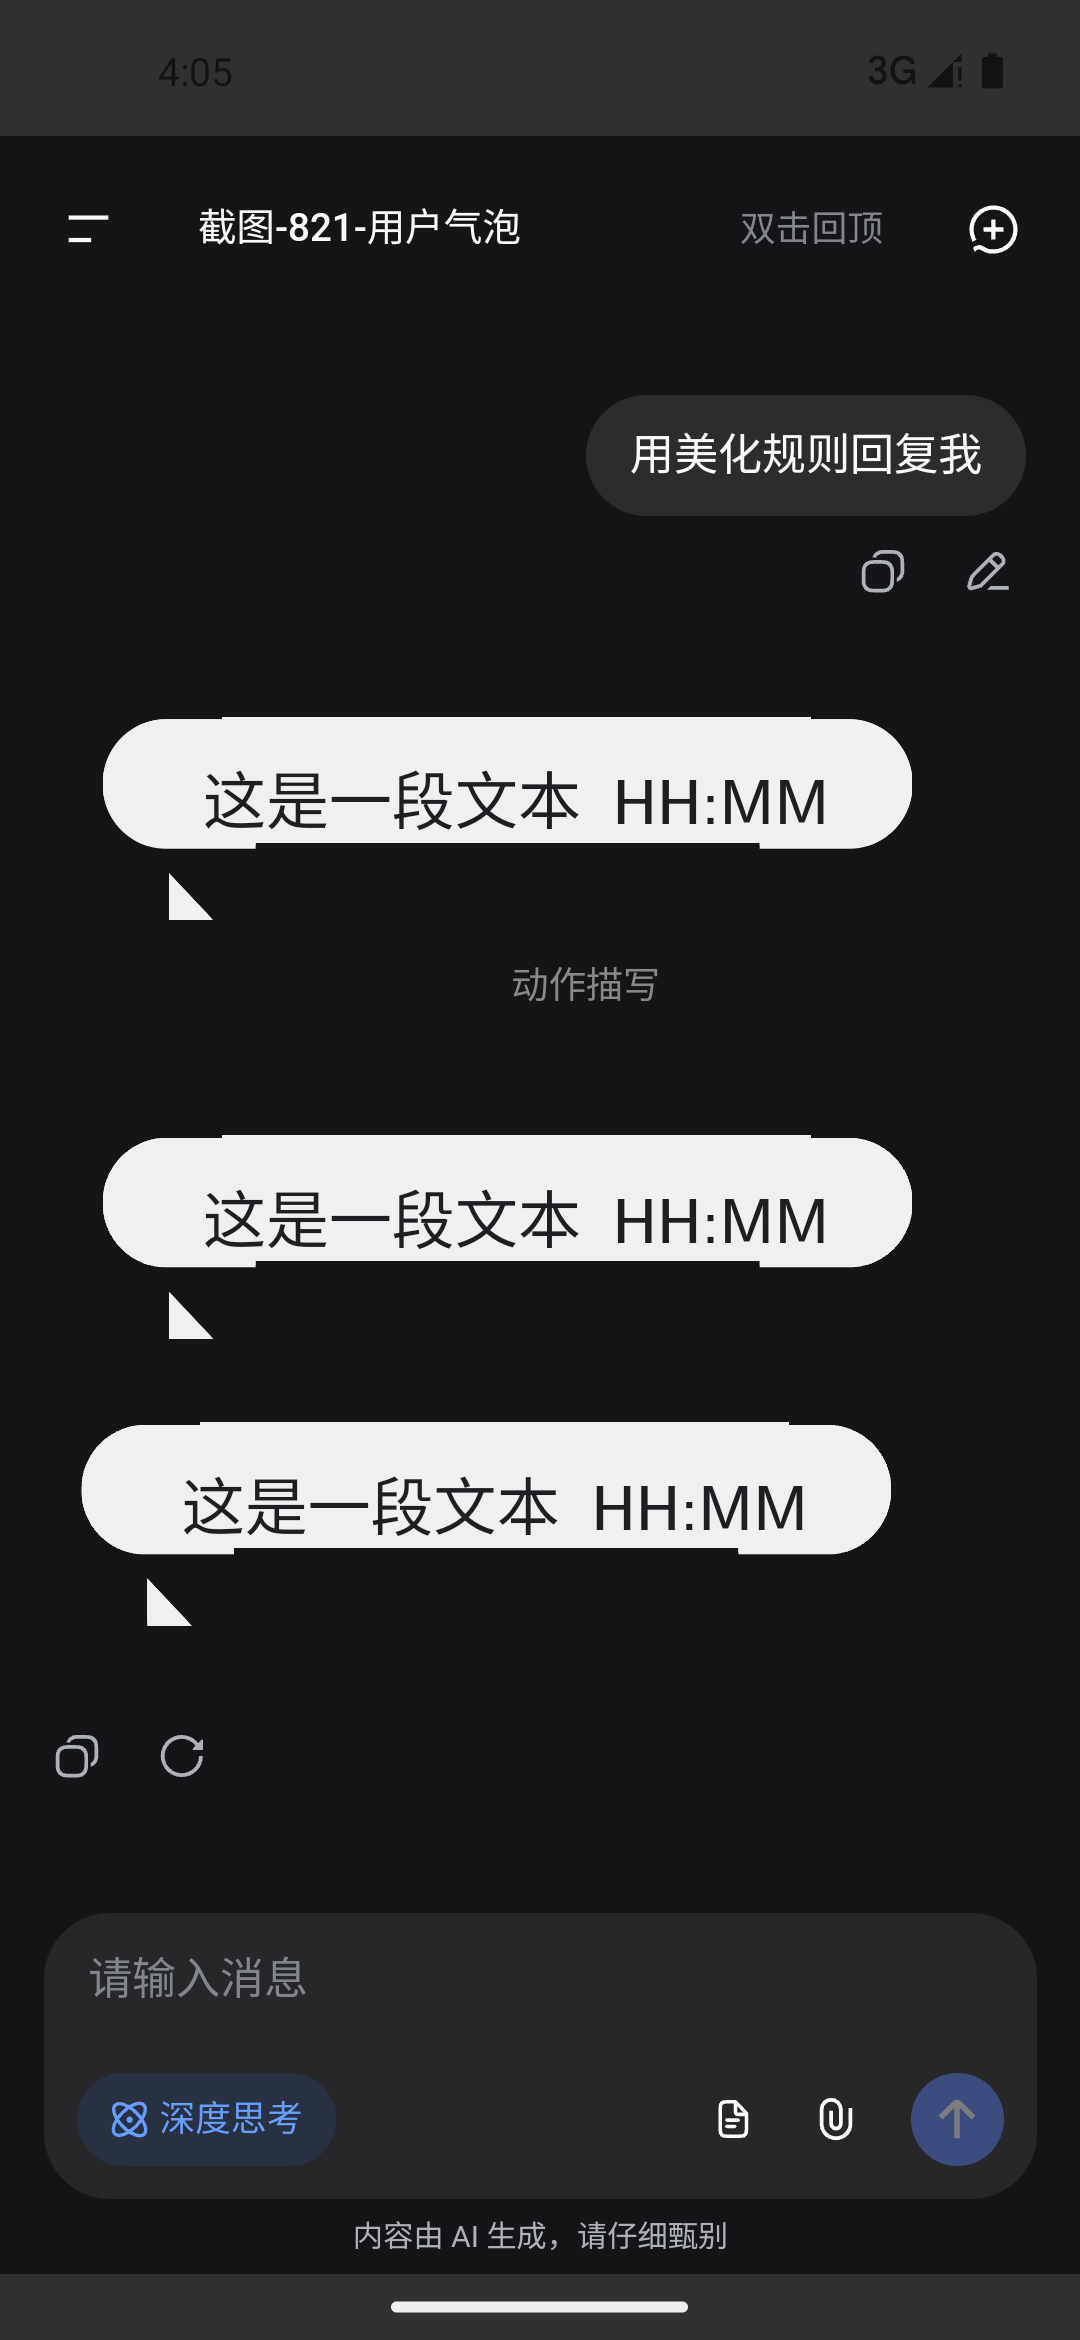 4:05 3G
截图-821-用户气泡 双击回顶
用美化规则回复我
这是一段文本 HH:MM
动作描写
这是一段文本 HH:MM
这是一段文本 HH:MM
请输入消息
深度思考
内容由 AI 生成，请仔细甄别